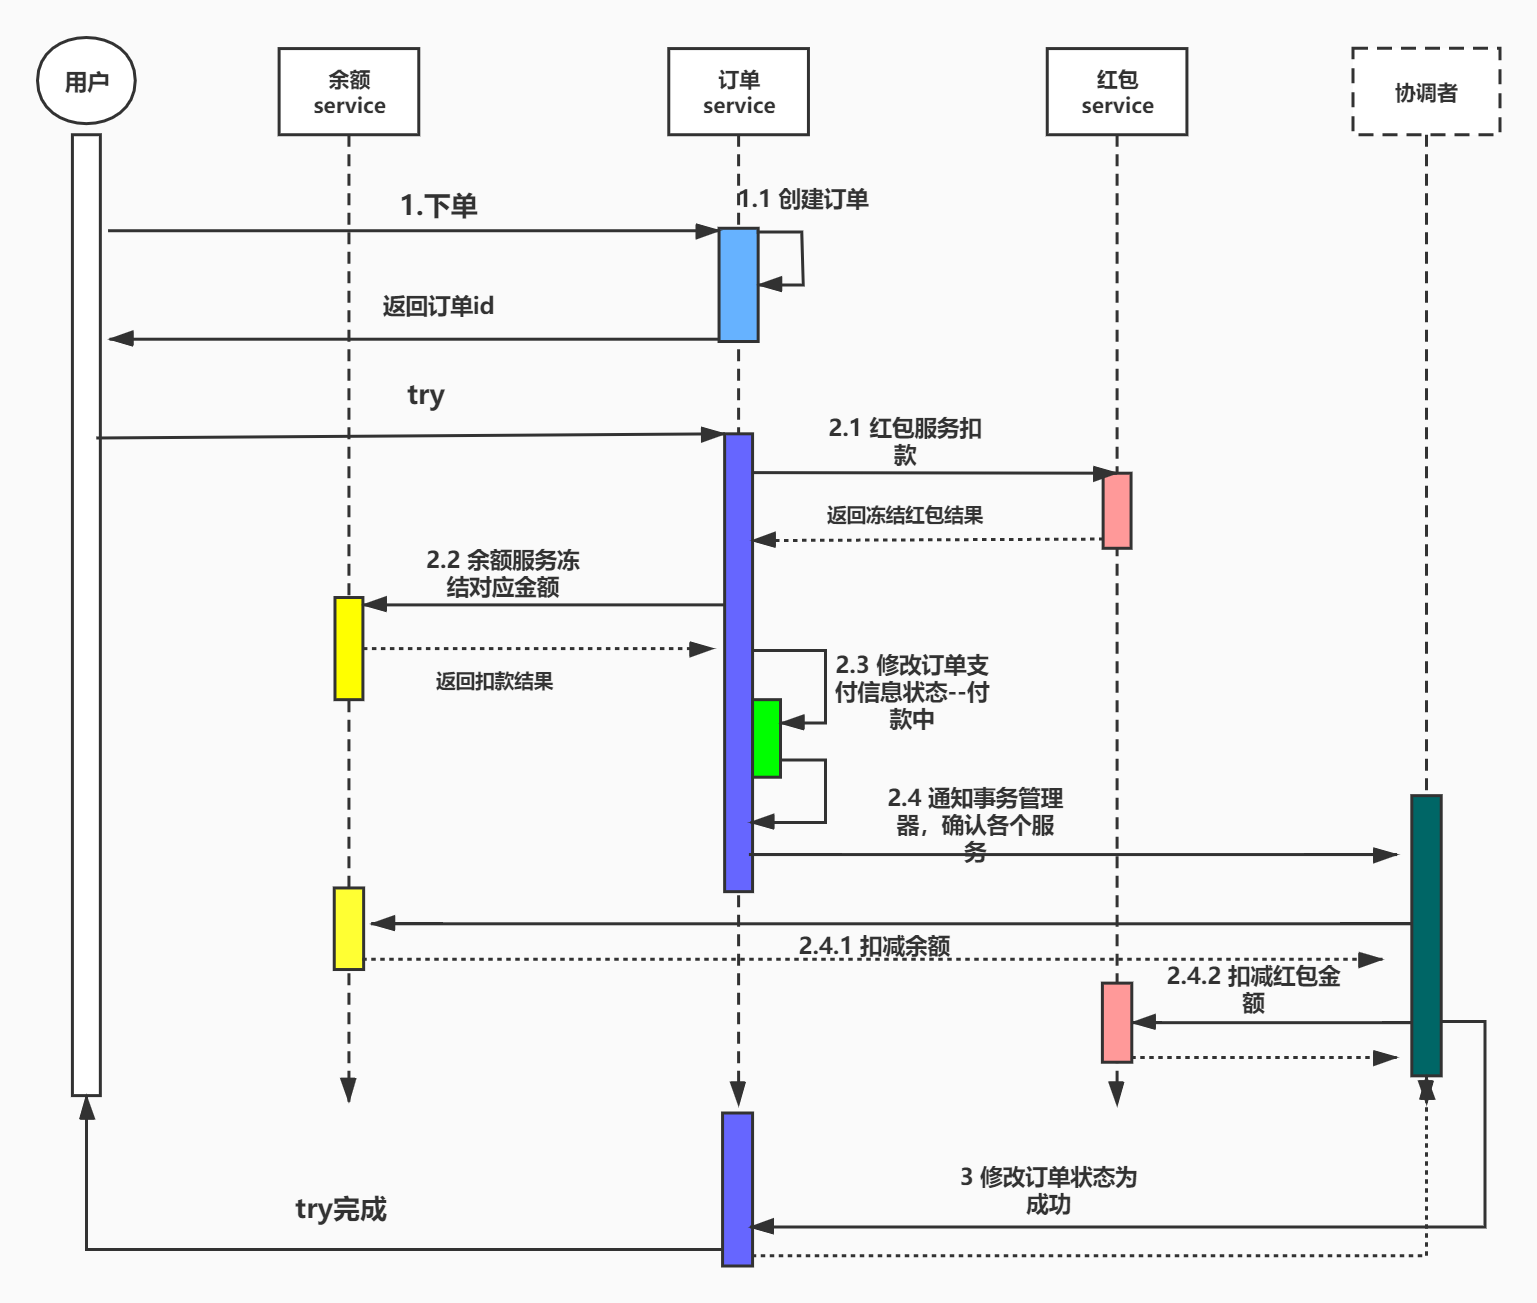 用户
余额
service
订单
service
红包
service
协调者
1.下单
1.1 创建订单
返回订单id
try
2.1 红包服务扣
款
返回冻结红包结果
2.2 余额服务冻
结对应金额
返回扣款结果
2.3 修改订单支
付信息状态--付
款中
2.4 通知事务管理
器，确认各个服
务
2.4.1 扣减余额
2.4.2 扣减红包金
额
3 修改订单状态为
成功
try完成